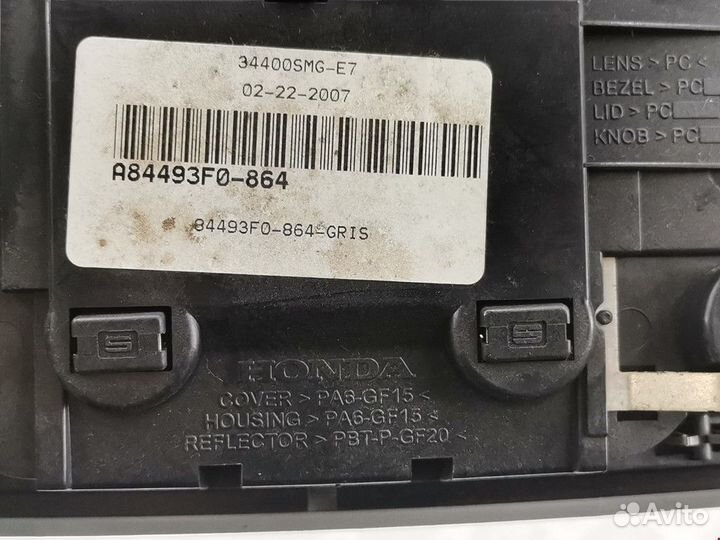 34400SMG-E7
02-22-2007
A84493F0-864
84493F0-864-GRIS
LENS > PC <
BEZEL > PC
LID > PC
KNOB > PC
HONDA
COVER > PA6-GF15 <
HOUSING > PA6-GF15 <
REFLECTOR > PBT-P-GF20 <
Avito